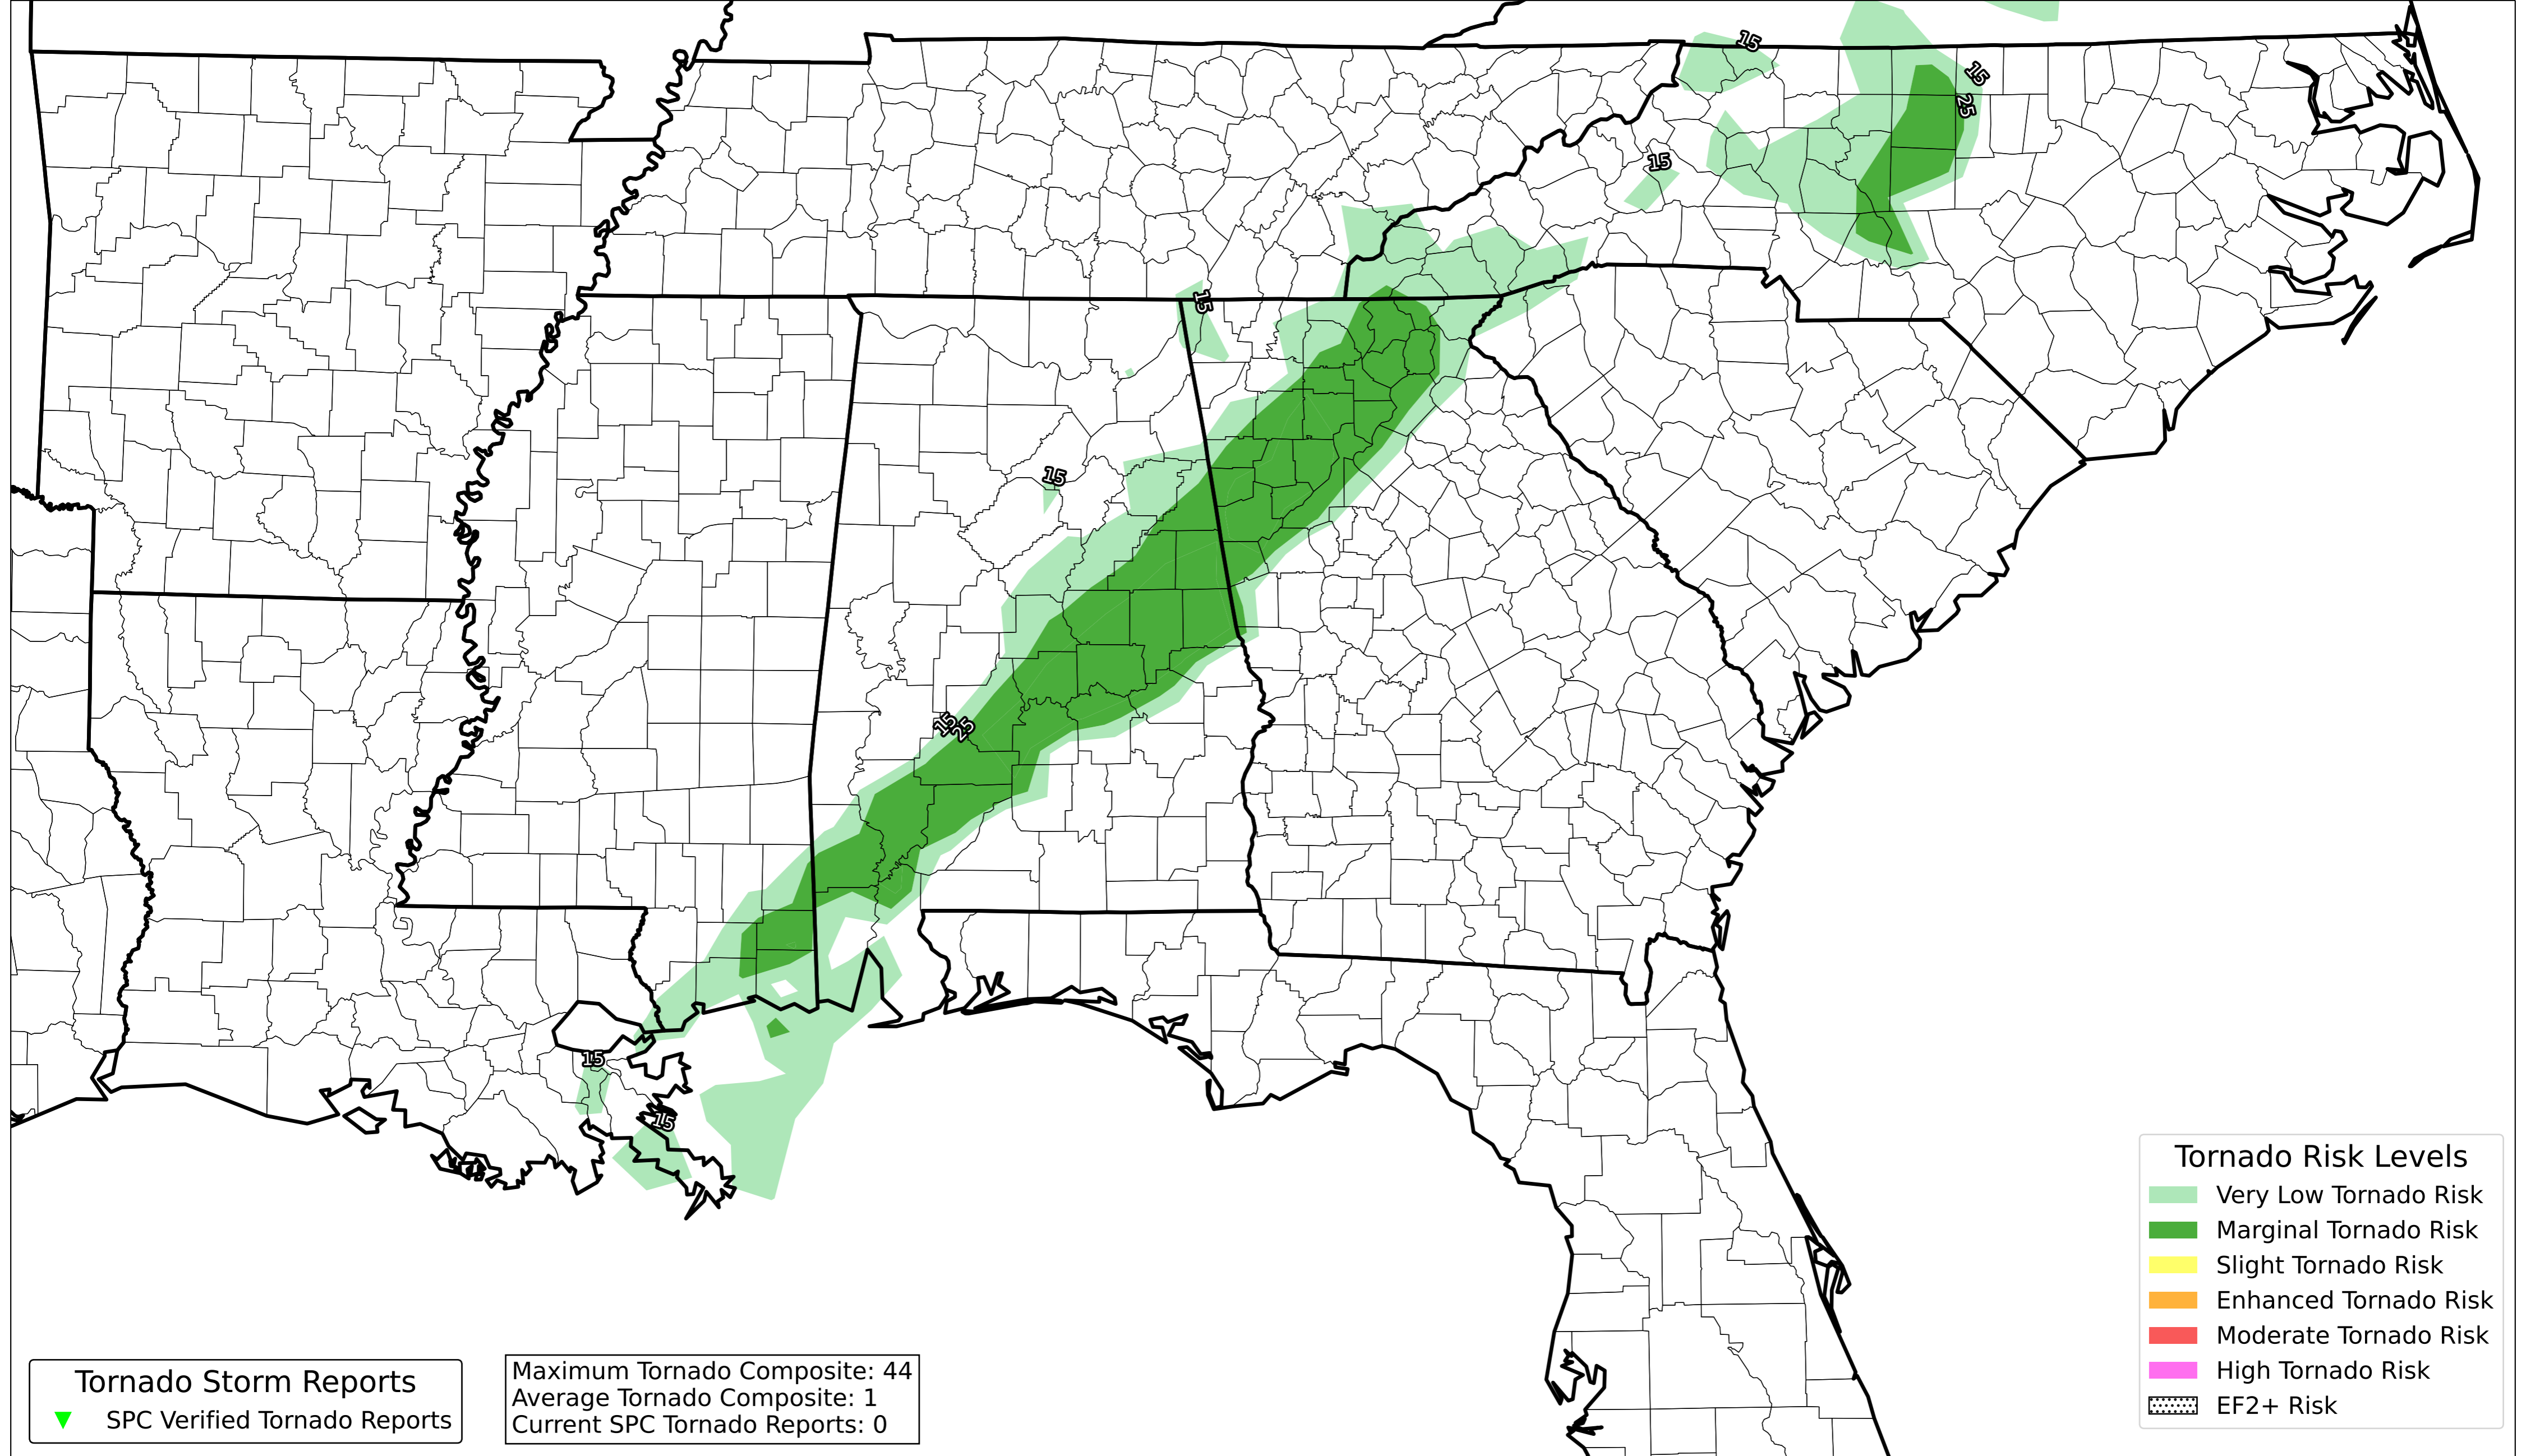 15
15
25
15
15
15
15
25
15
15
Tornado Risk Levels
Very Low Tornado Risk
Marginal Tornado Risk
Slight Tornado Risk
Enhanced Tornado Risk
Moderate Tornado Risk
High Tornado Risk
EF2+ Risk
Tornado Storm Reports
SPC Verified Tornado Reports
Maximum Tornado Composite: 44
Average Tornado Composite: 1
Current SPC Tornado Reports: 0